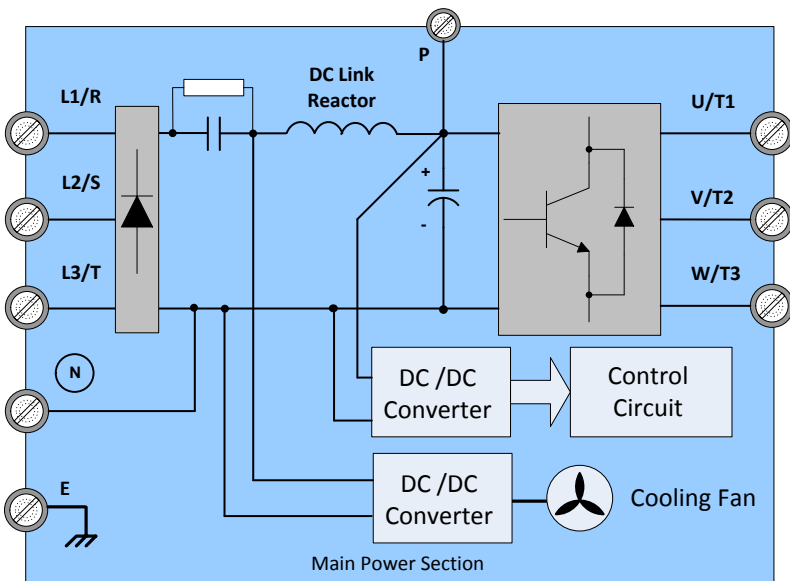 P
L1/R
DC Link
Reactor
U/T1
L2/S
+
-
V/T2
L3/T
W/T3
N
DC /DC
Converter
Control
Circuit
E
DC /DC
Converter
Cooling Fan
Main Power Section